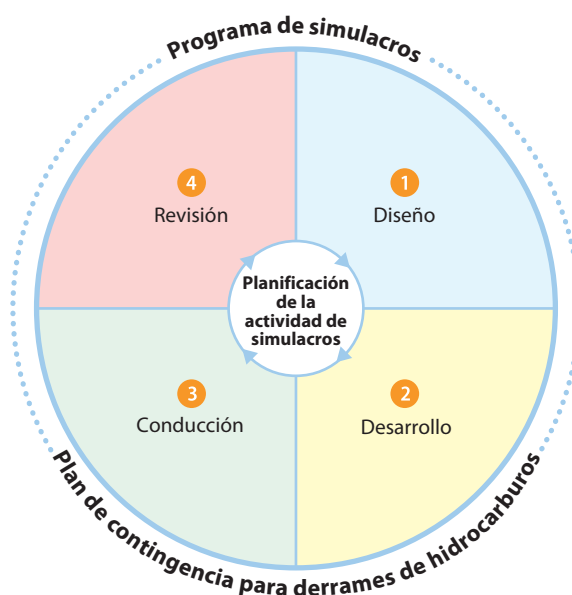 Programa de simulacros
4
Revisión
1
Diseño
Planificación
de la
actividad de
simulacros
3
Conducción
2
Desarrollo
Plan de contingencia para derrames de hidrocarburos